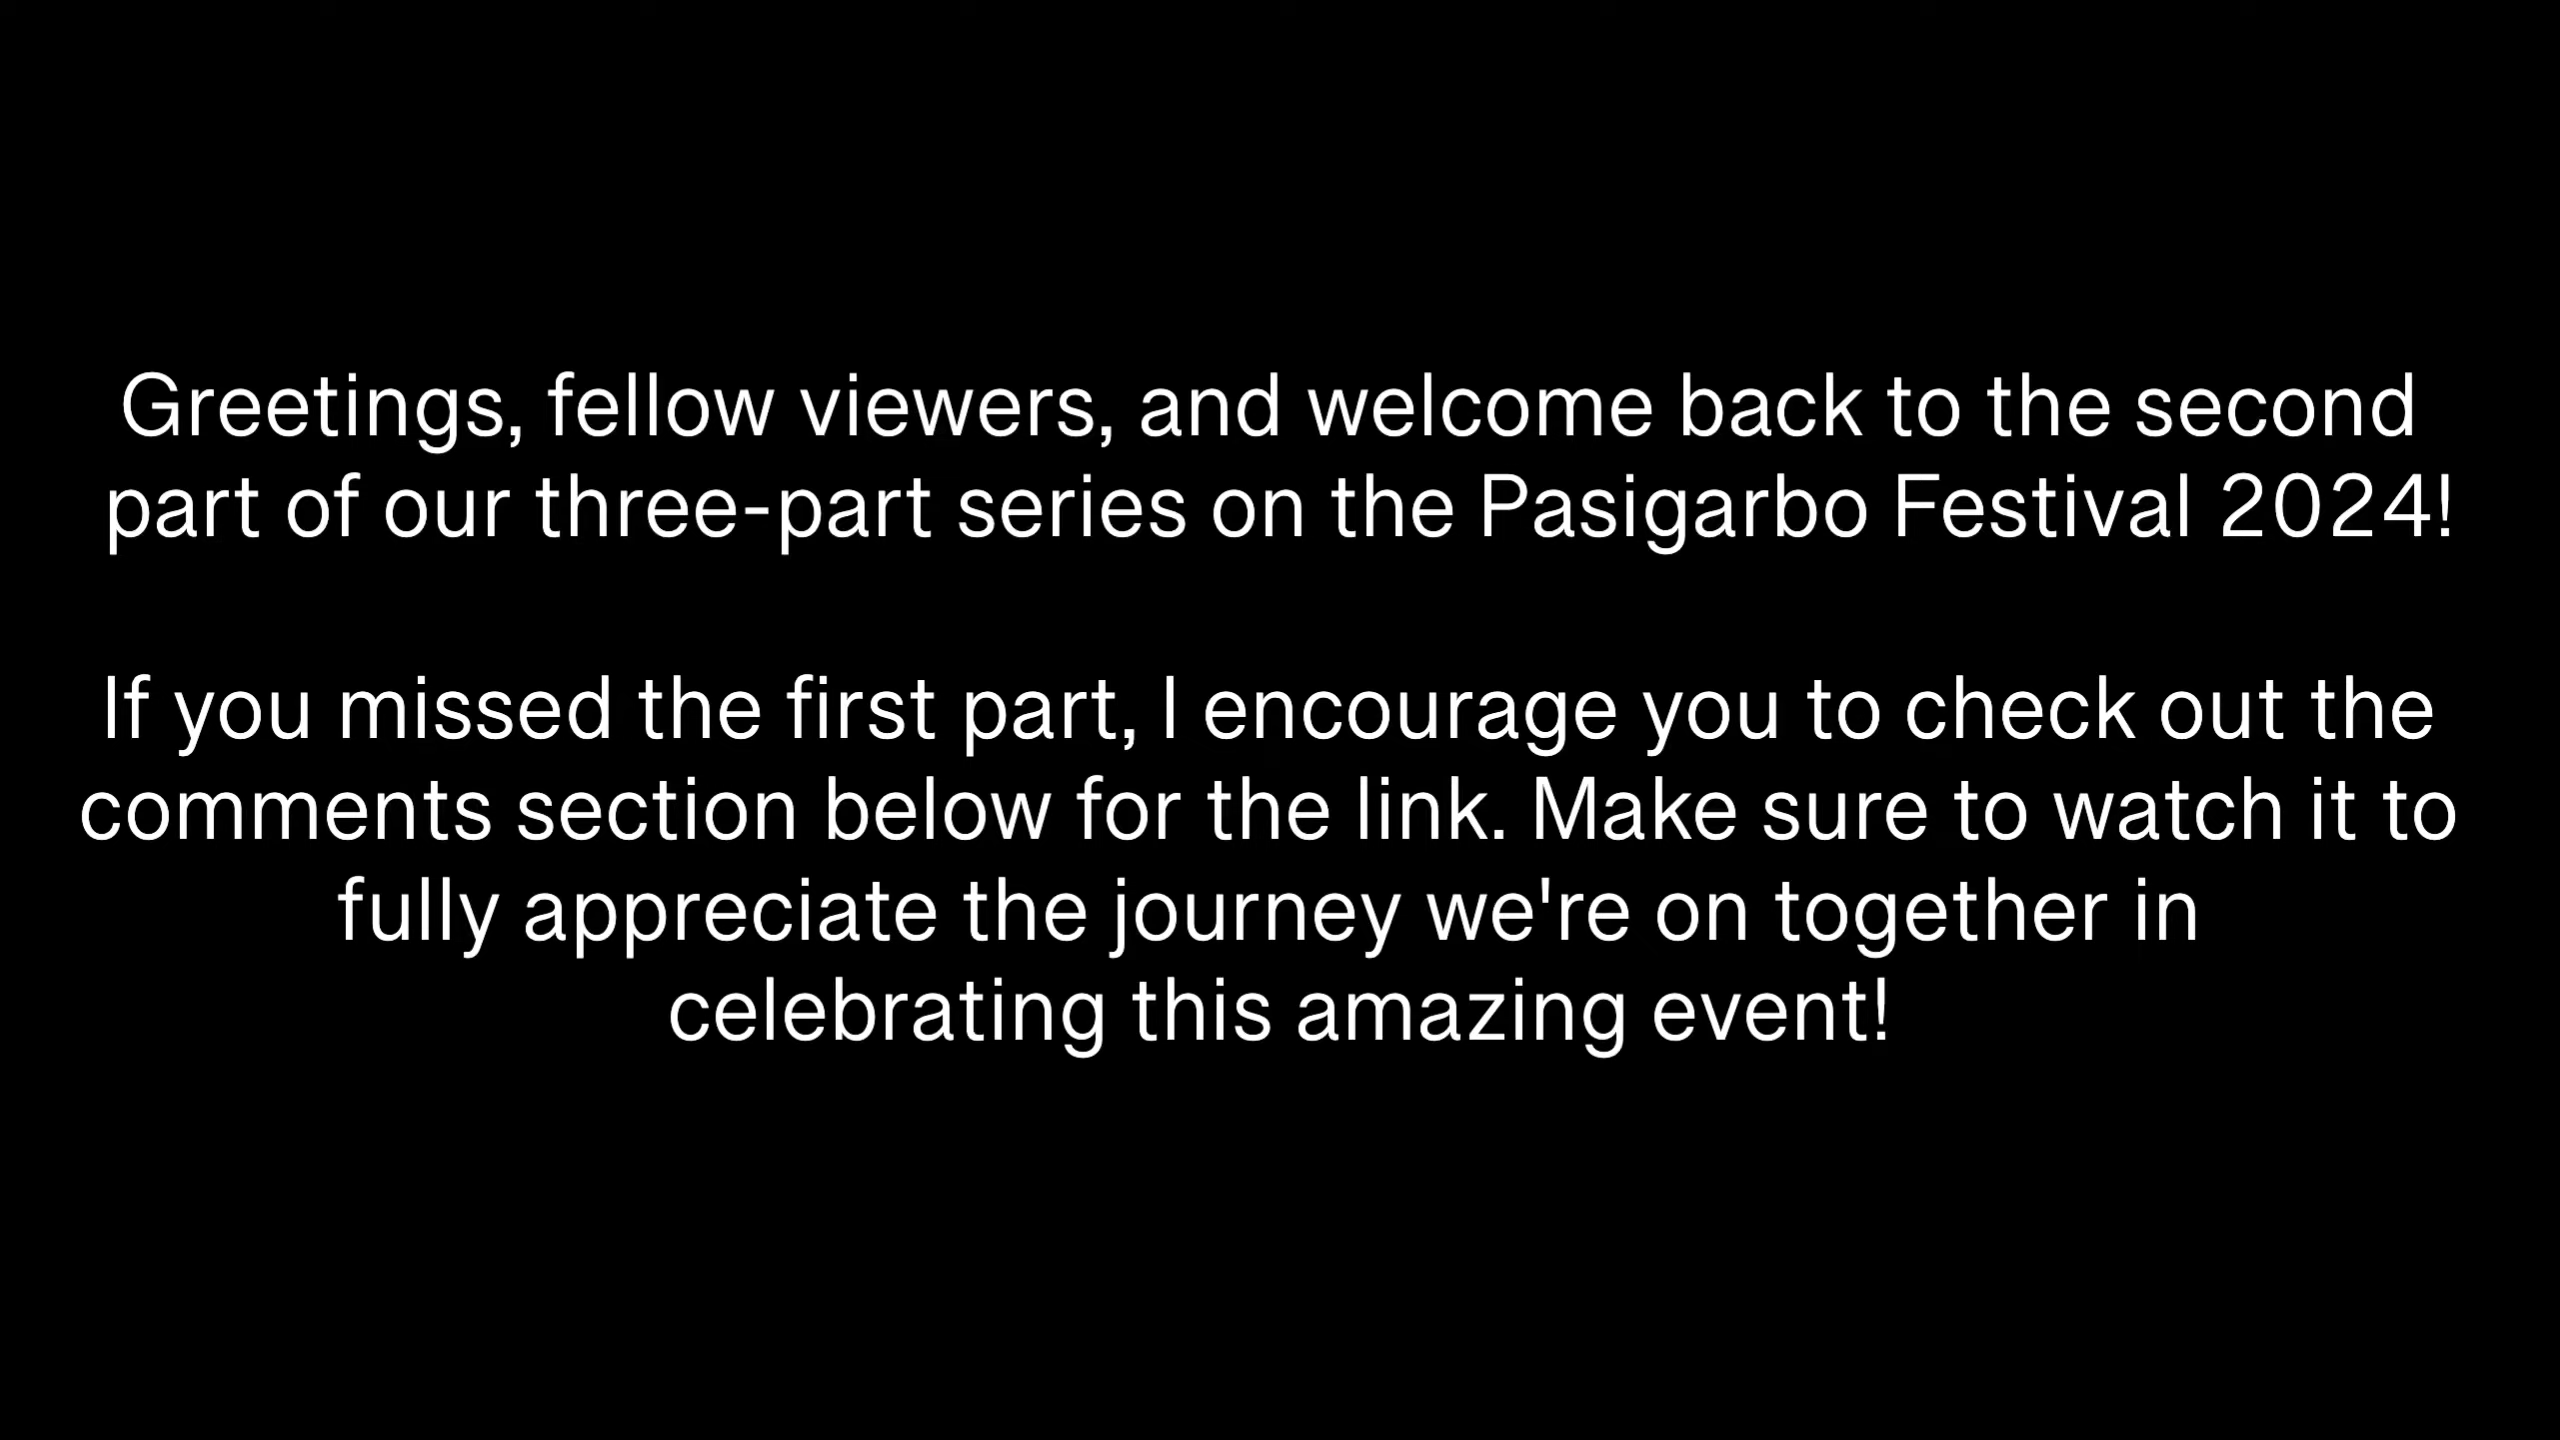 Greetings, fellow viewers, and welcome back to the second
part of our three-part series on the Pasigarbo Festival 2024!
If you missed the first part, I encourage you to check out the
comments section below for the link. Make sure to watch it to
fully appreciate the journey we're on together in
celebrating this amazing event!